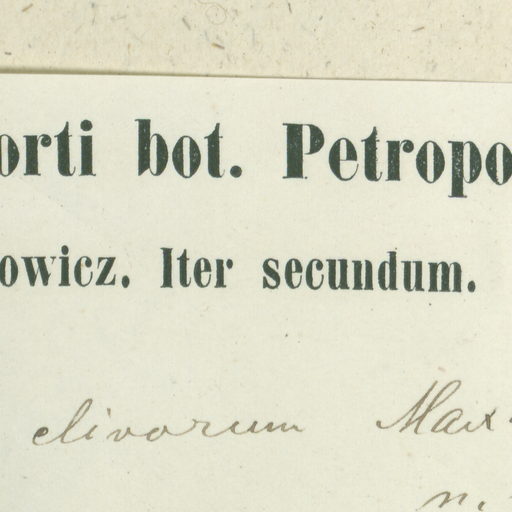 orti bot. Petropo
owicz. Iter secundum.
clivorum Max.
n.